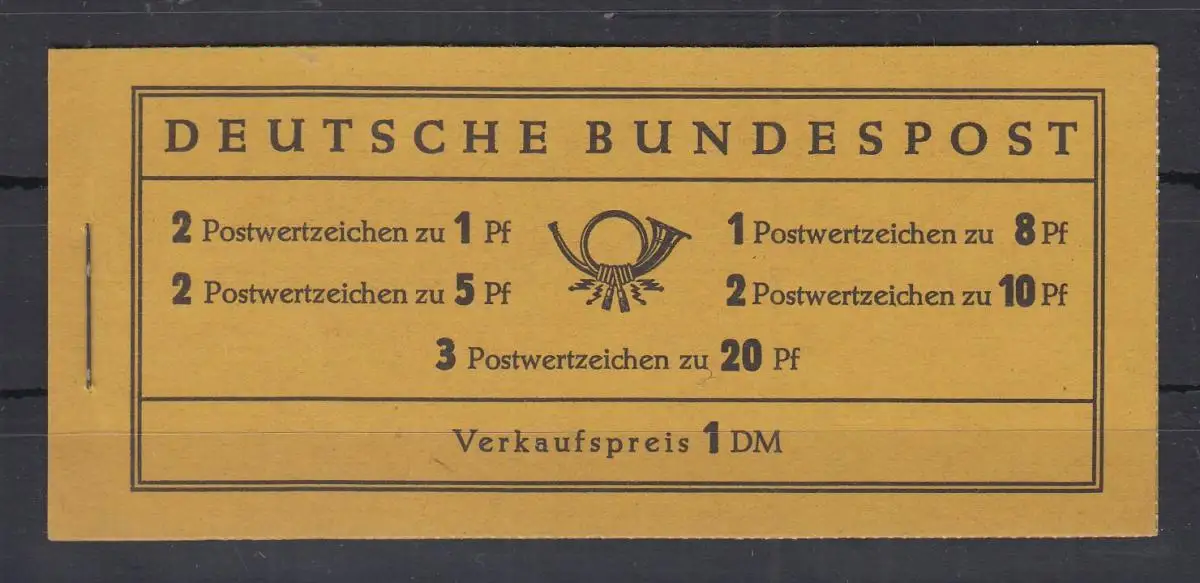 DEUTSCHE BUNDESPOST
2 Postwertzeichen zu 1 Pf
1 Postwertzeichen zu 8 Pf
2 Postwertzeichen zu 5 Pf
2 Postwertzeichen zu 10 Pf
3 Postwertzeichen zu 20 Pf
Verkaufspreis 1 DM